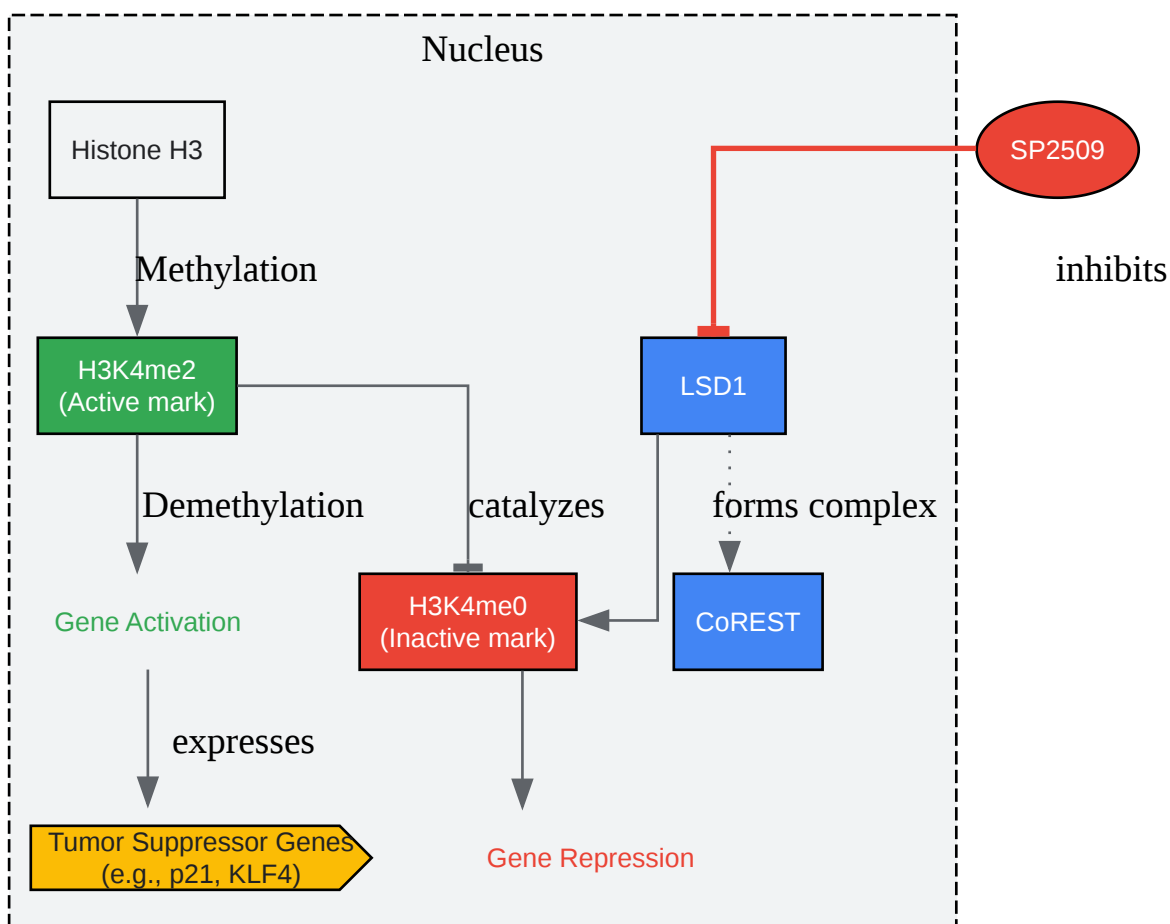 Nucleus
Histone H3
SP2509
Methylation
inhibits
H3K4me2
(Active mark)
LSD1
Demethylation
catalyzes
forms complex
Gene Activation
H3K4me0
(Inactive mark)
CoREST
expresses
Tumor Suppressor Genes
(e.g., p21, KLF4)
Gene Repression